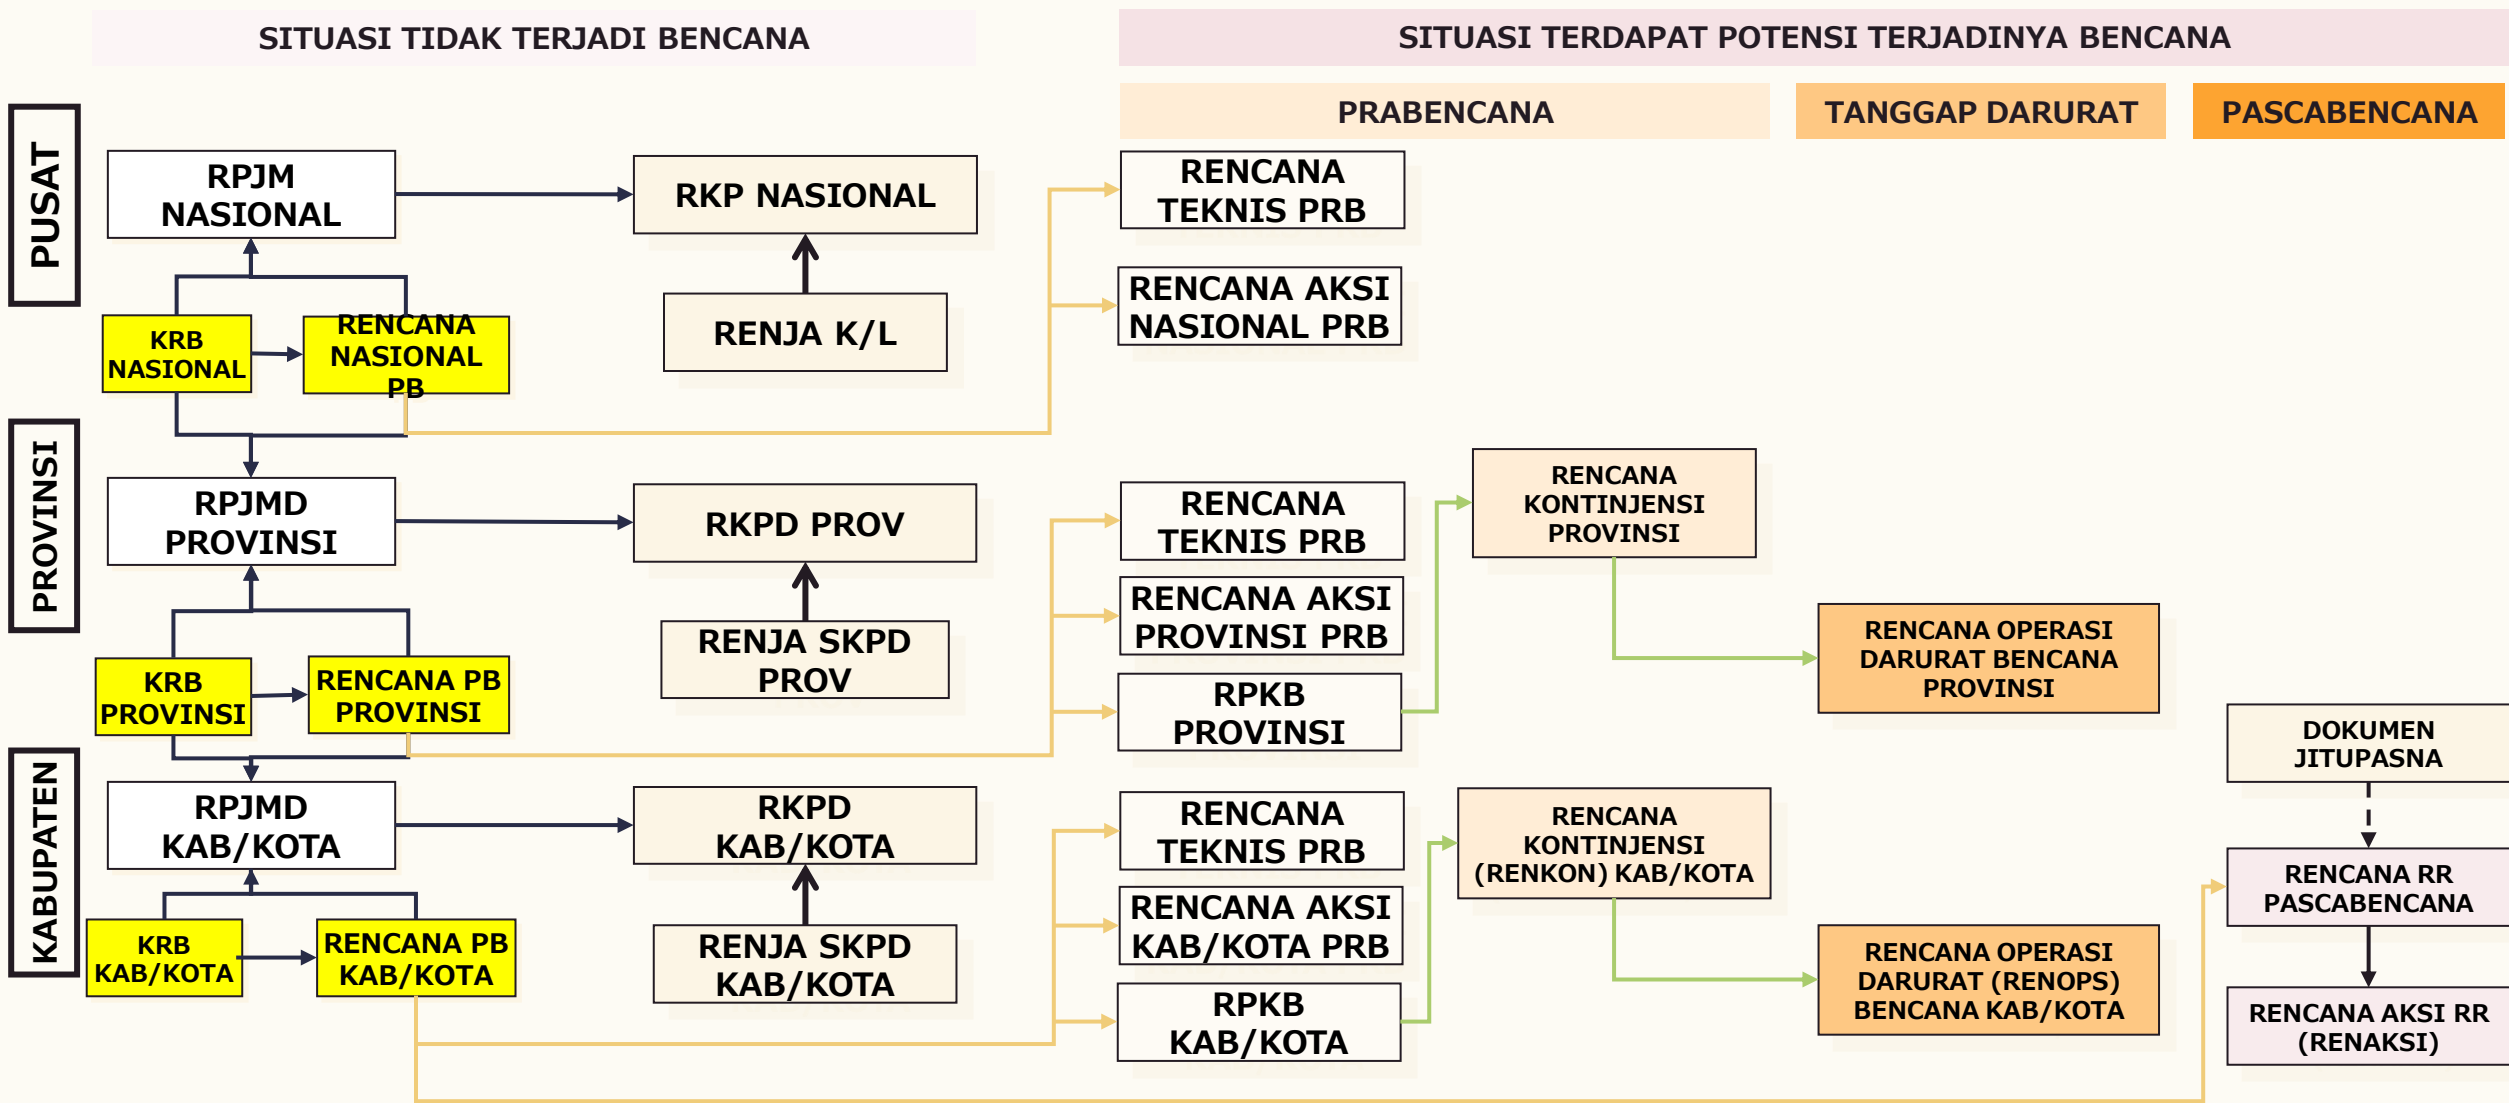 SITUASI TIDAK TERJADI BENCANA
SITUASI TERDAPAT POTENSI TERJADINYA BENCANA
PRABENCANA
TANGGAP DARURAT
PASCABENCANA
PUSAT
RPJM
NASIONAL
RKP NASIONAL
RENCANA
TEKNIS PRB
RENCANA AKSI
NASIONAL PRB
KRB
NASIONAL
RENCANA
NASIONAL
PB
RENJA K/L
PROVINSI
RPJMD
PROVINSI
RKPD PROV
RENCANA
TEKNIS PRB
RENCANA
KONTINJENSI
PROVINSI
RENCANA AKSI
PROVINSI PRB
RENCANA OPERASI
DARURAT BENCANA
PROVINSI
KRB
PROVINSI
RENCANA PB
PROVINSI
RENJA SKPD
PROV
RPKB
PROVINSI
DOKUMEN
JITUPASNA
KABUPATEN
RPJMD
KAB/KOTA
RKPD
KAB/KOTA
RENCANA
TEKNIS PRB
RENCANA
KONTINJENSI
(RENKON) KAB/KOTA
RENCANA RR
PASCABENCANA
KRB
KAB/KOTA
RENCANA PB
KAB/KOTA
RENJA SKPD
KAB/KOTA
RENCANA AKSI
KAB/KOTA PRB
RENCANA OPERASI
DARURAT (RENOPS)
BENCANA KAB/KOTA
RPKB
KAB/KOTA
RENCANA AKSI RR
(RENAKSI)